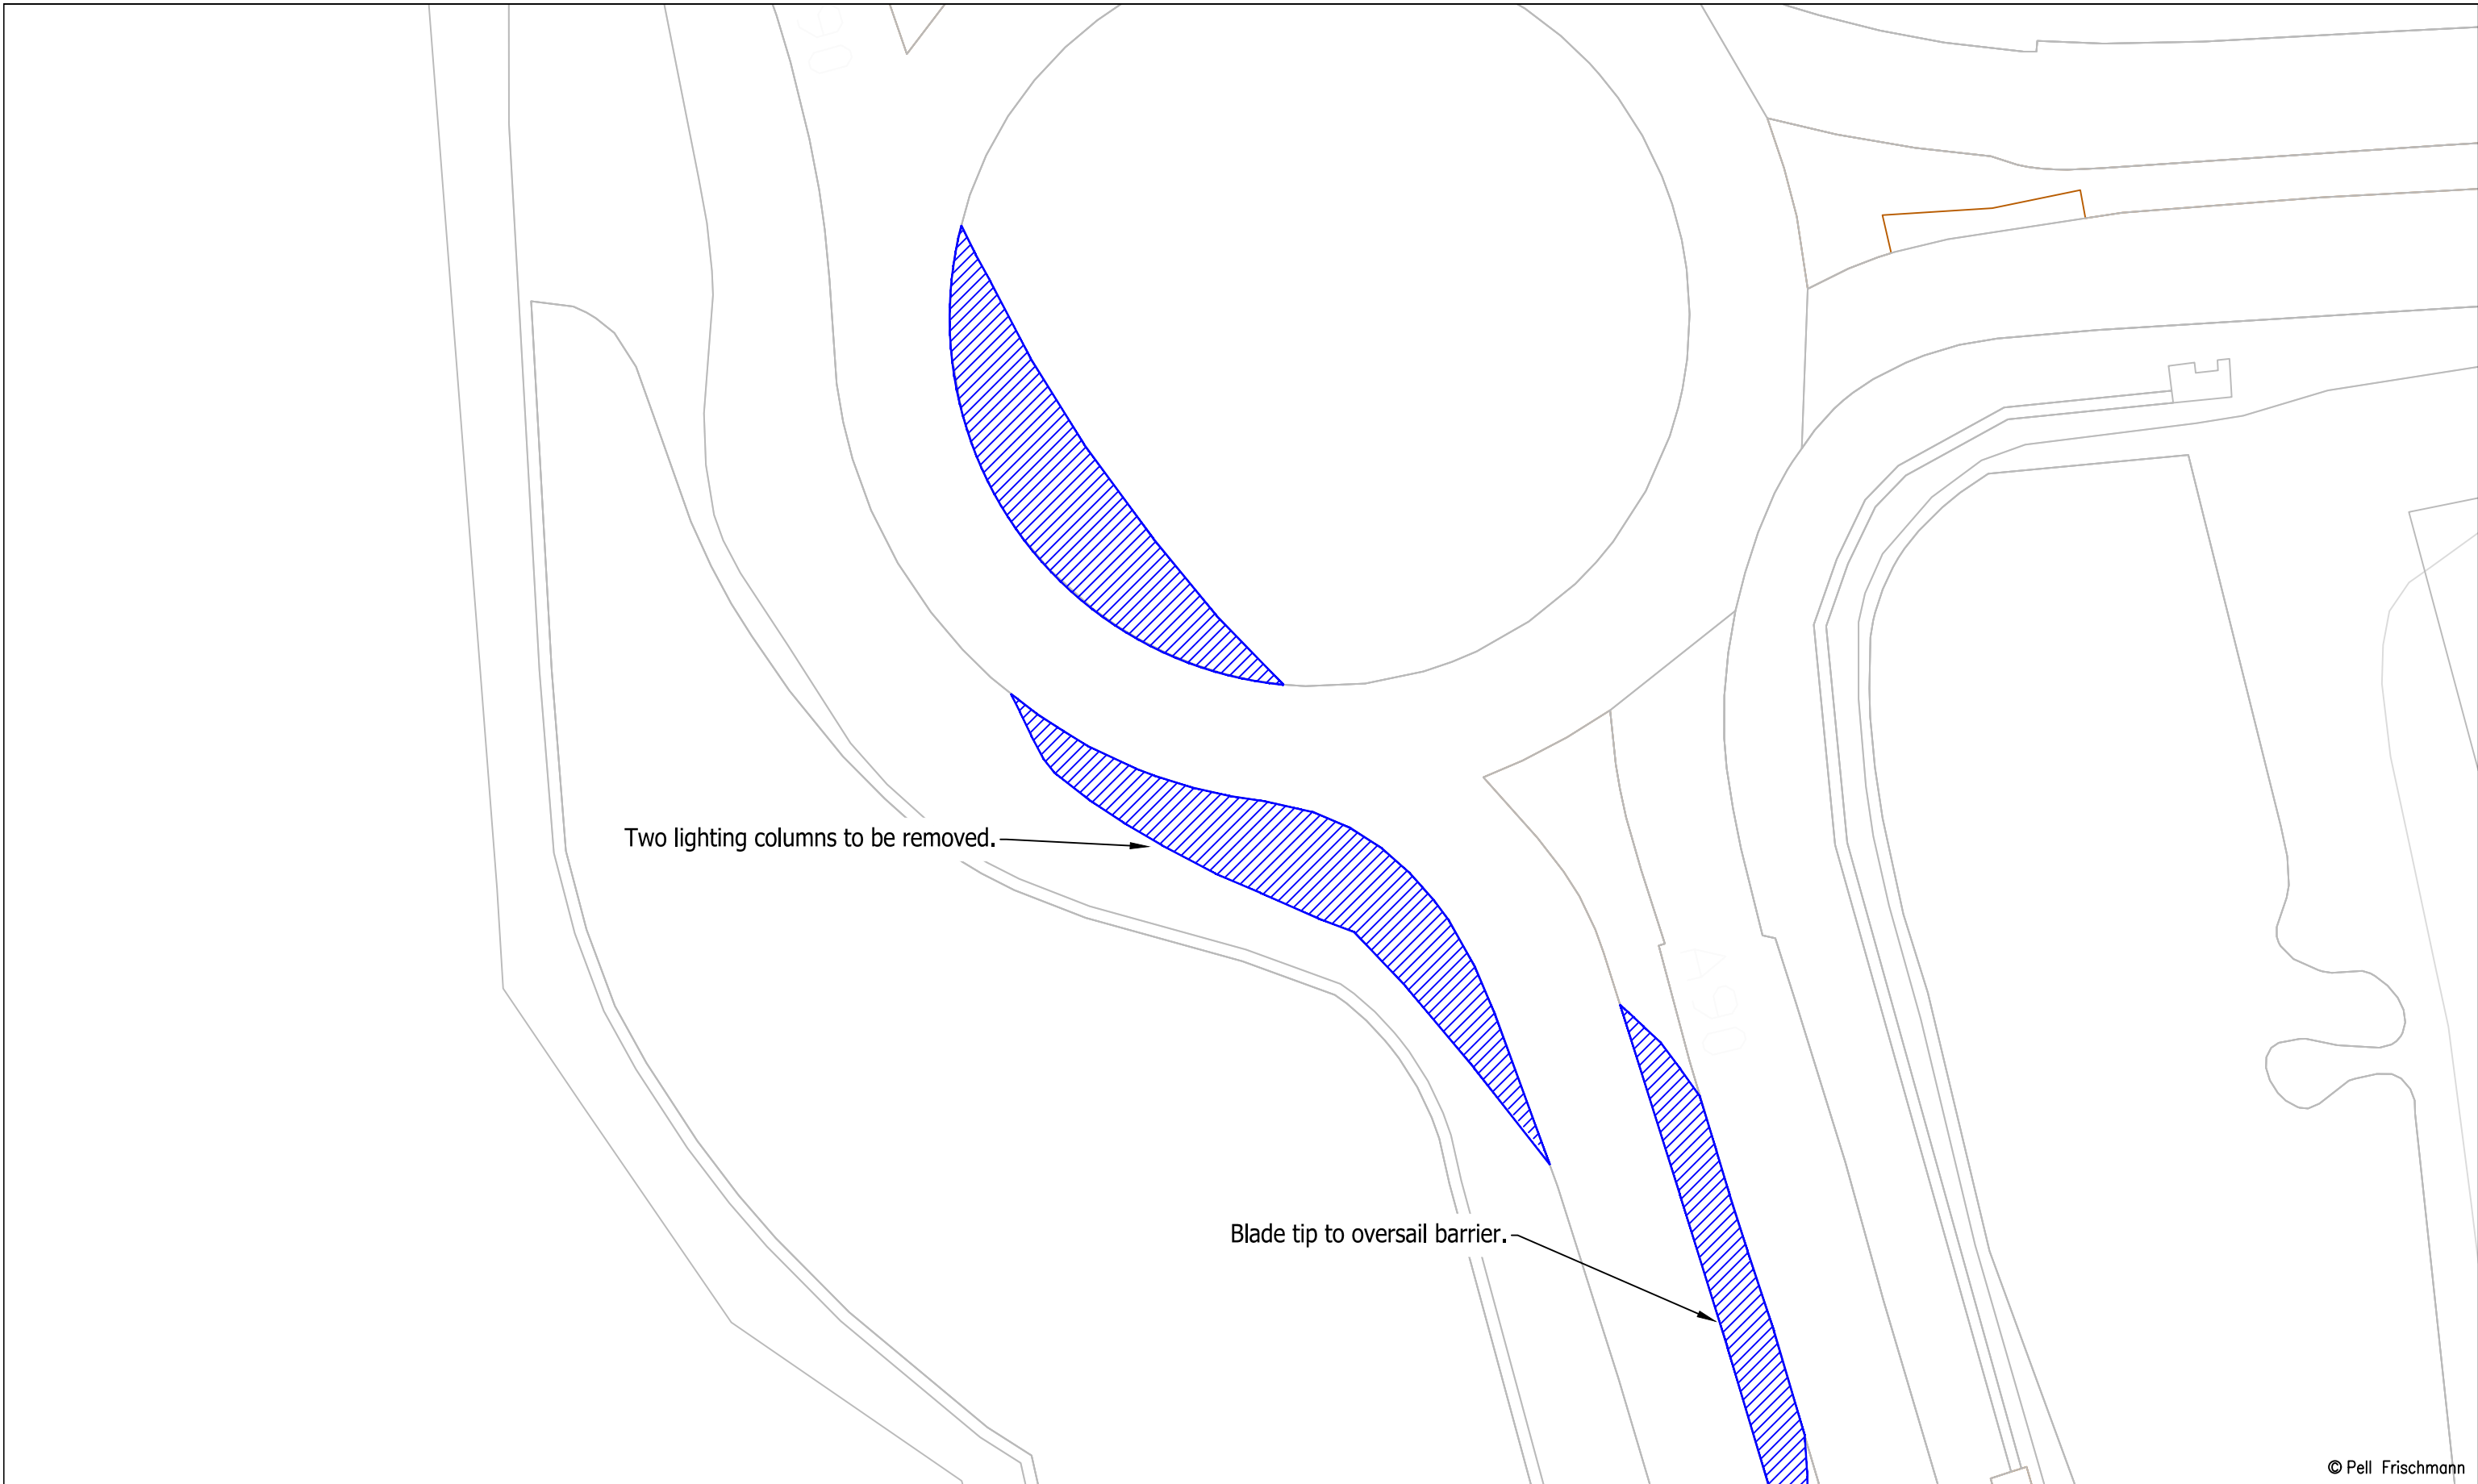 Two lighting columns to be removed.
Blade tip to oversail barrier.
© Pell Frischmann